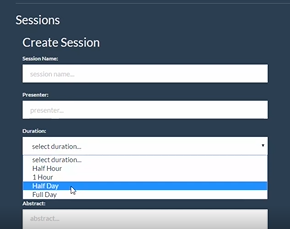 Sessions
Create Session
Session Name:
session name...
Presenter:
presenter...
Duration:
select duration...
select duration...
Half Hour
1 Hour
Half Day
Full Day
Abstract:
abstract...